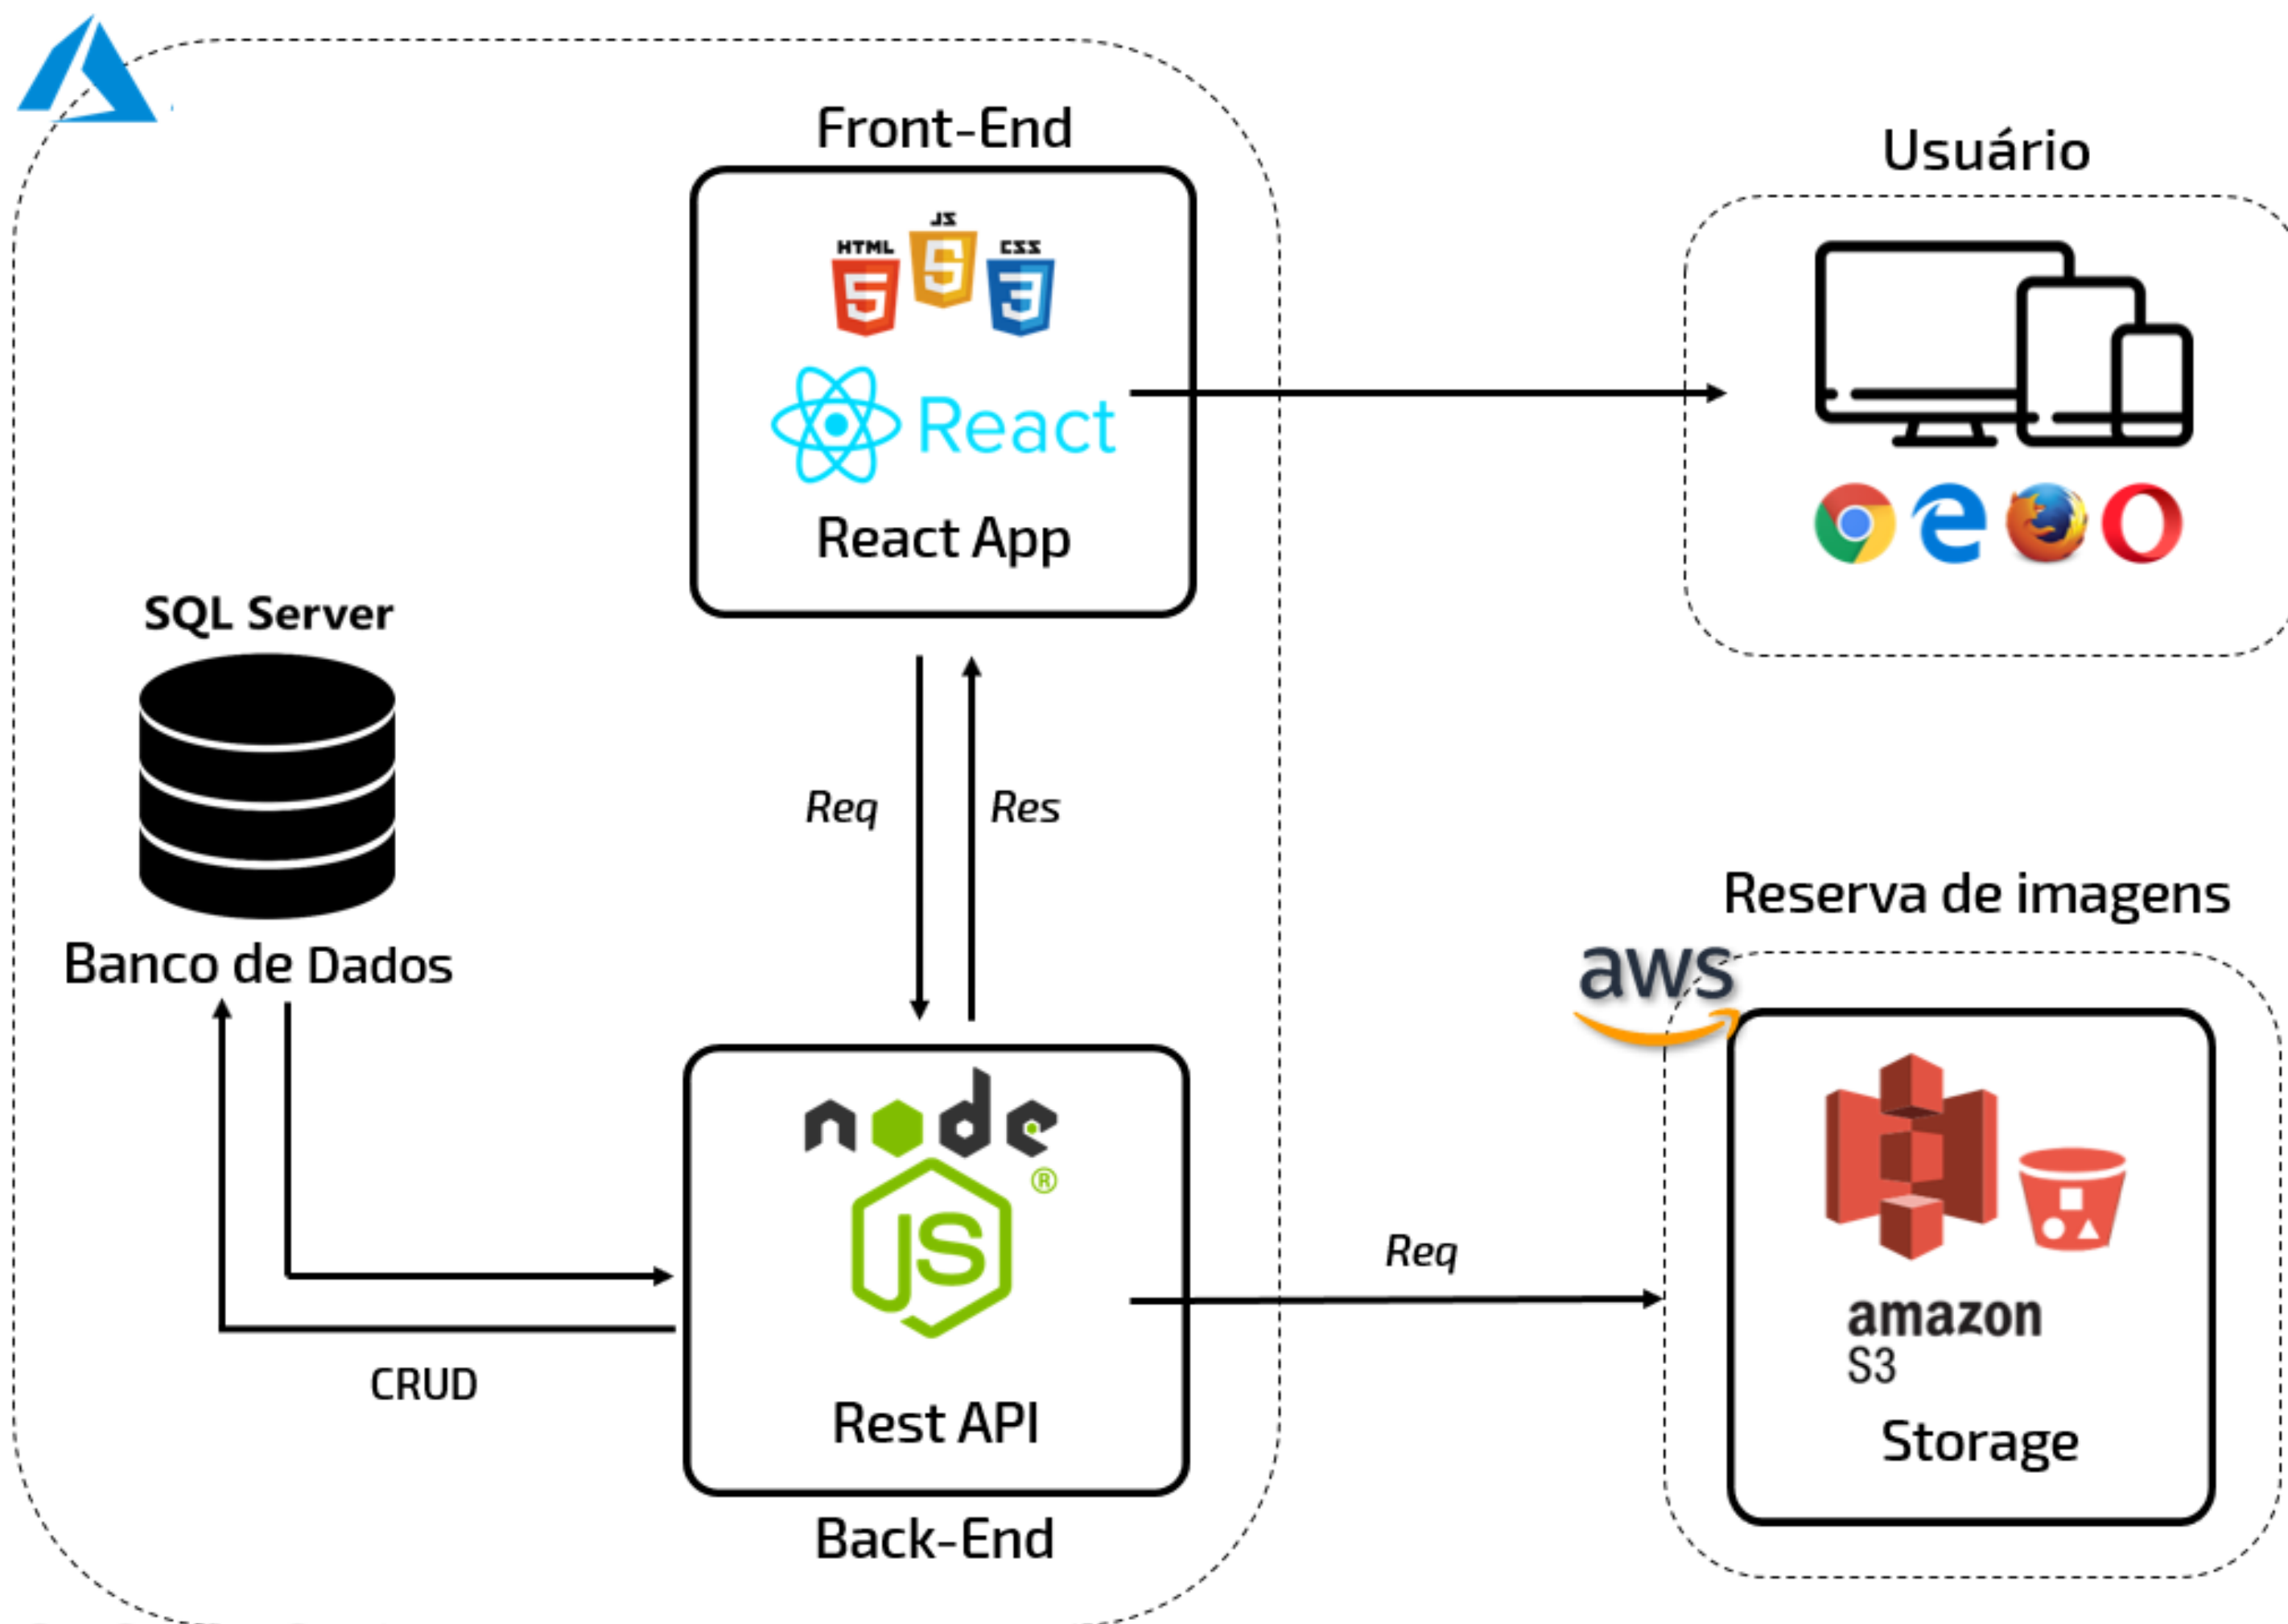 Front-End
HTML
JS
CSS
React
React App
Usuário
SQL Server
Banco de Dados
Req
Res
CRUD
node
JS
®
Rest API
Back-End
Req
Reserva de imagens
aws
amazon
S3
Storage